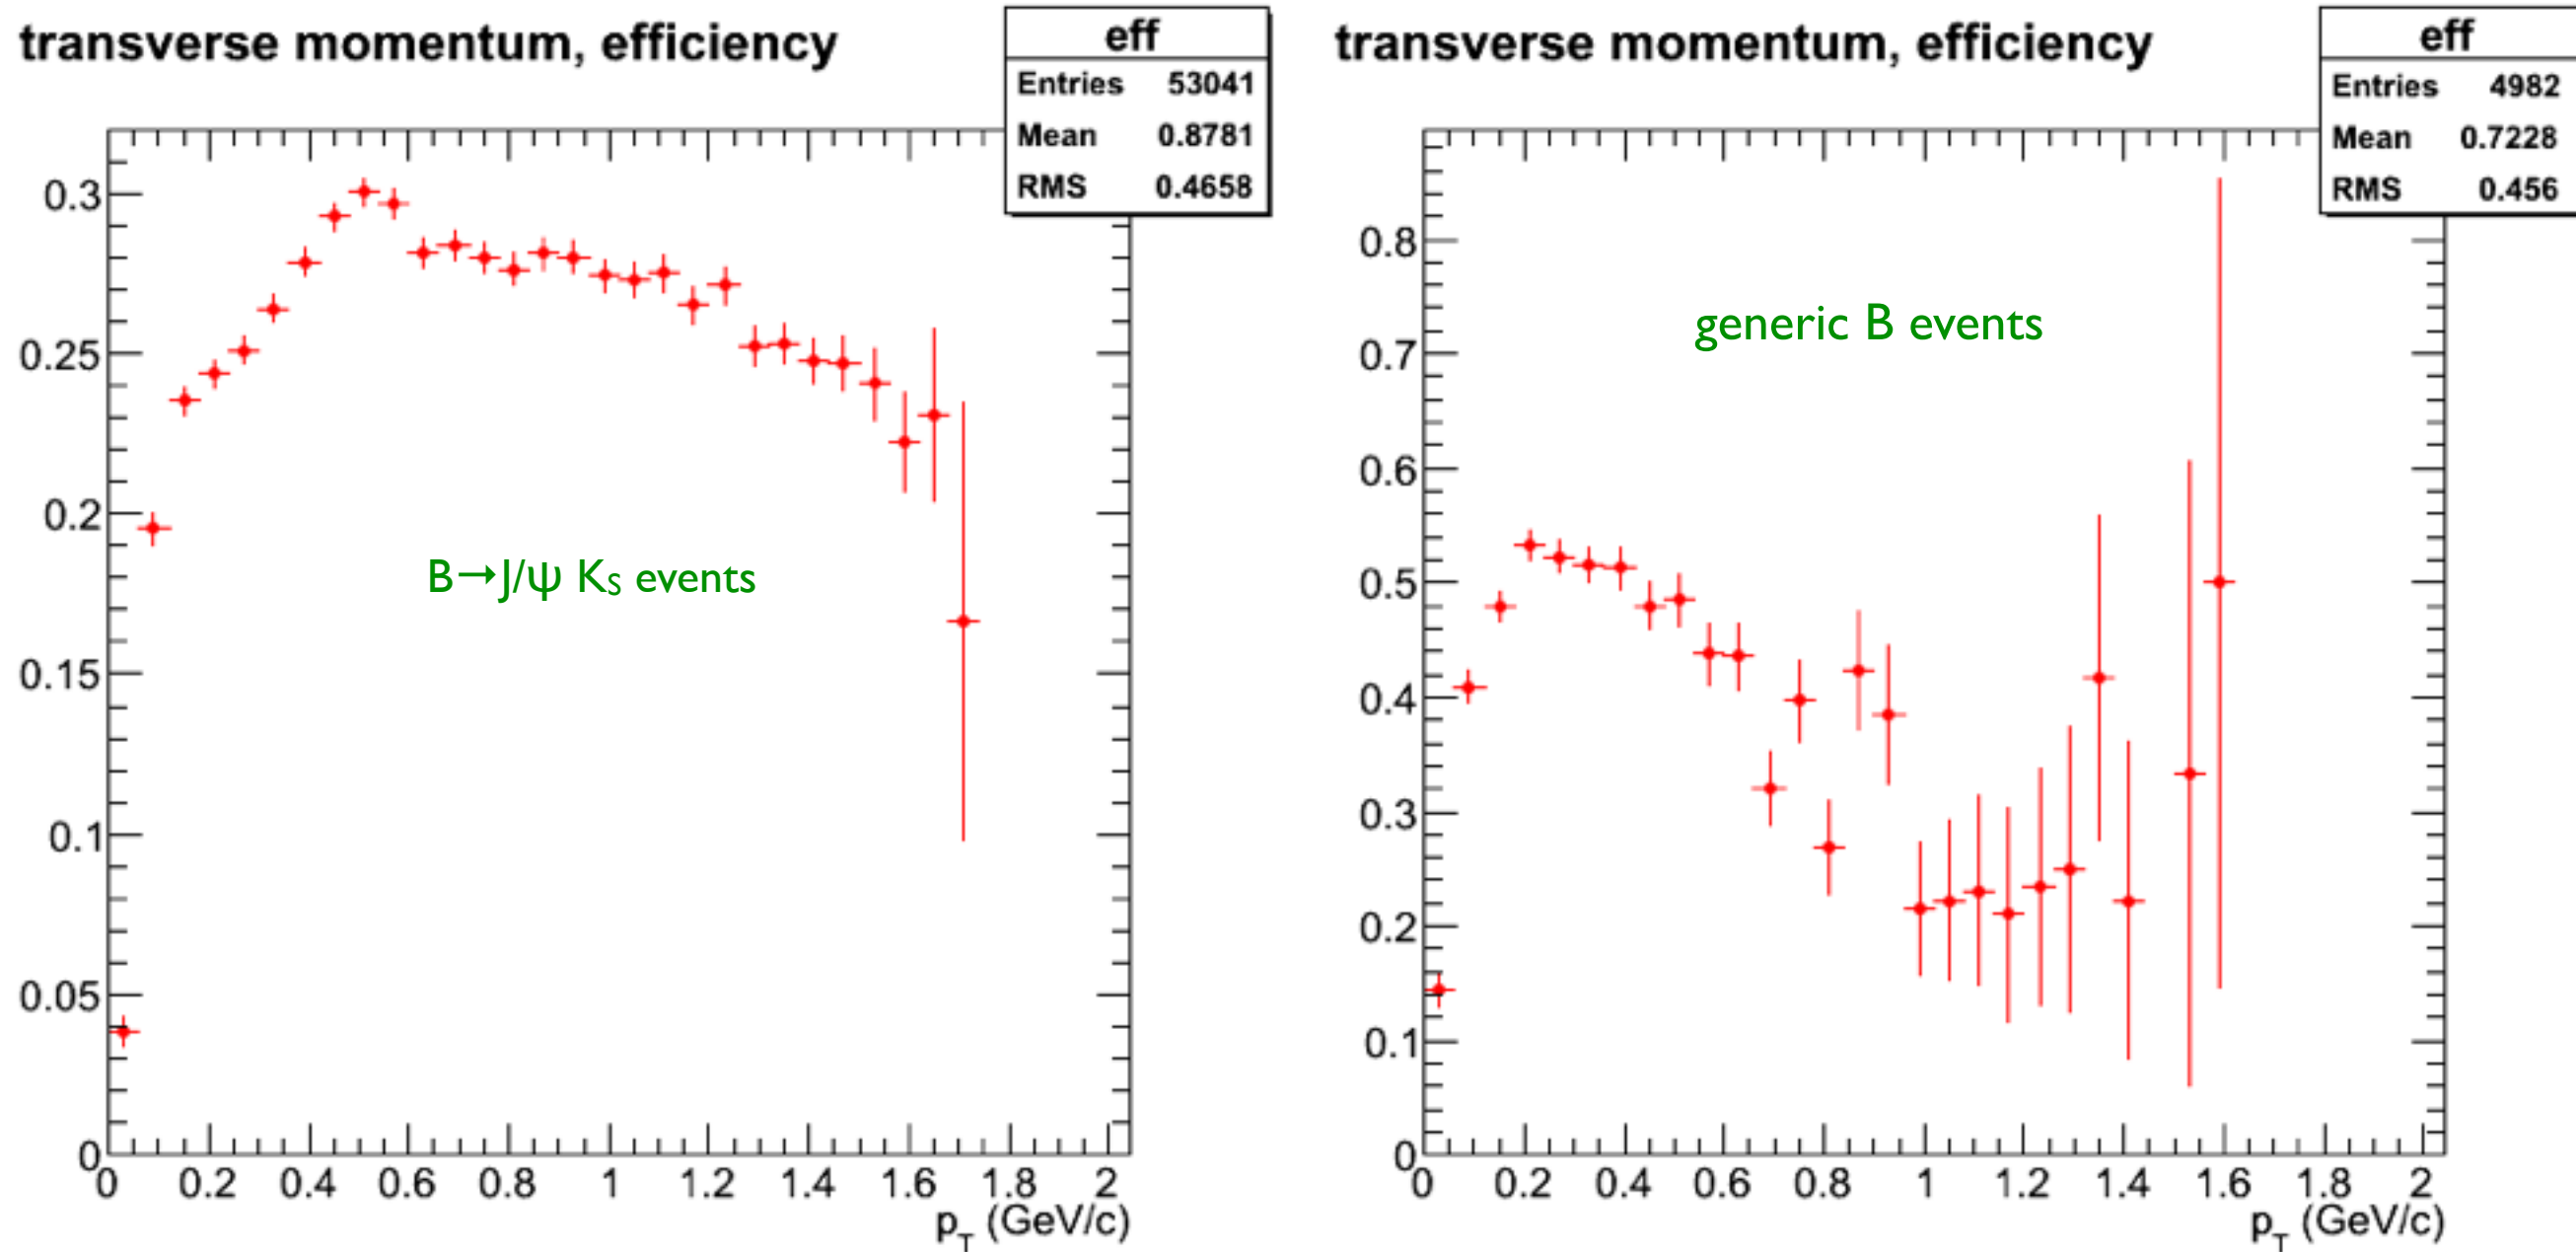 transverse momentum, efficiency
eff
Entries 53041
Mean 0.8781
RMS 0.4658
0.3
0.25
0.2
0.15
0.1
0.05
0
B→J/ψ KS events
0 0.2 0.4 0.6 0.8 1 1.2 1.4 1.6 1.8 2
pT (GeV/c)
transverse momentum, efficiency
eff
Entries 4982
Mean 0.7228
RMS 0.456
0.8
0.7
0.6
0.5
0.4
0.3
0.2
0.1
0
generic B events
0 0.2 0.4 0.6 0.8 1 1.2 1.4 1.6 1.8 2
pT (GeV/c)